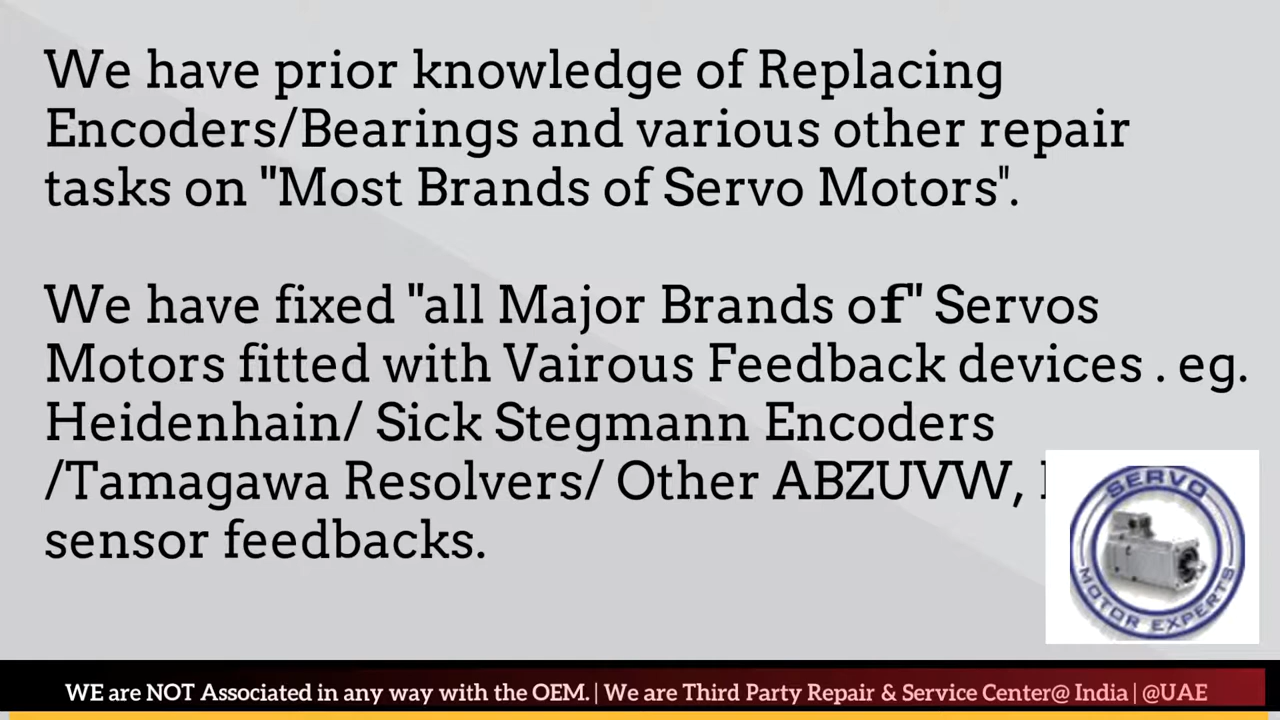 We have prior knowledge of Replacing
Encoders/Bearings and various other repair
tasks on "Most Brands of Servo Motors".
We have fixed "all Major Brands of" Servos
Motors fitted with Vairous Feedback devices . eg.
Heidenhain/ Sick Stegmann Encoders
/Tamagawa Resolvers/ Other ABZUVW,
sensor feedbacks.
SERVO
MOTOR EXPERTS
WE are NOT Associated in any way with the OEM. | We are Third Party Repair & Service Center@ India | @UAE